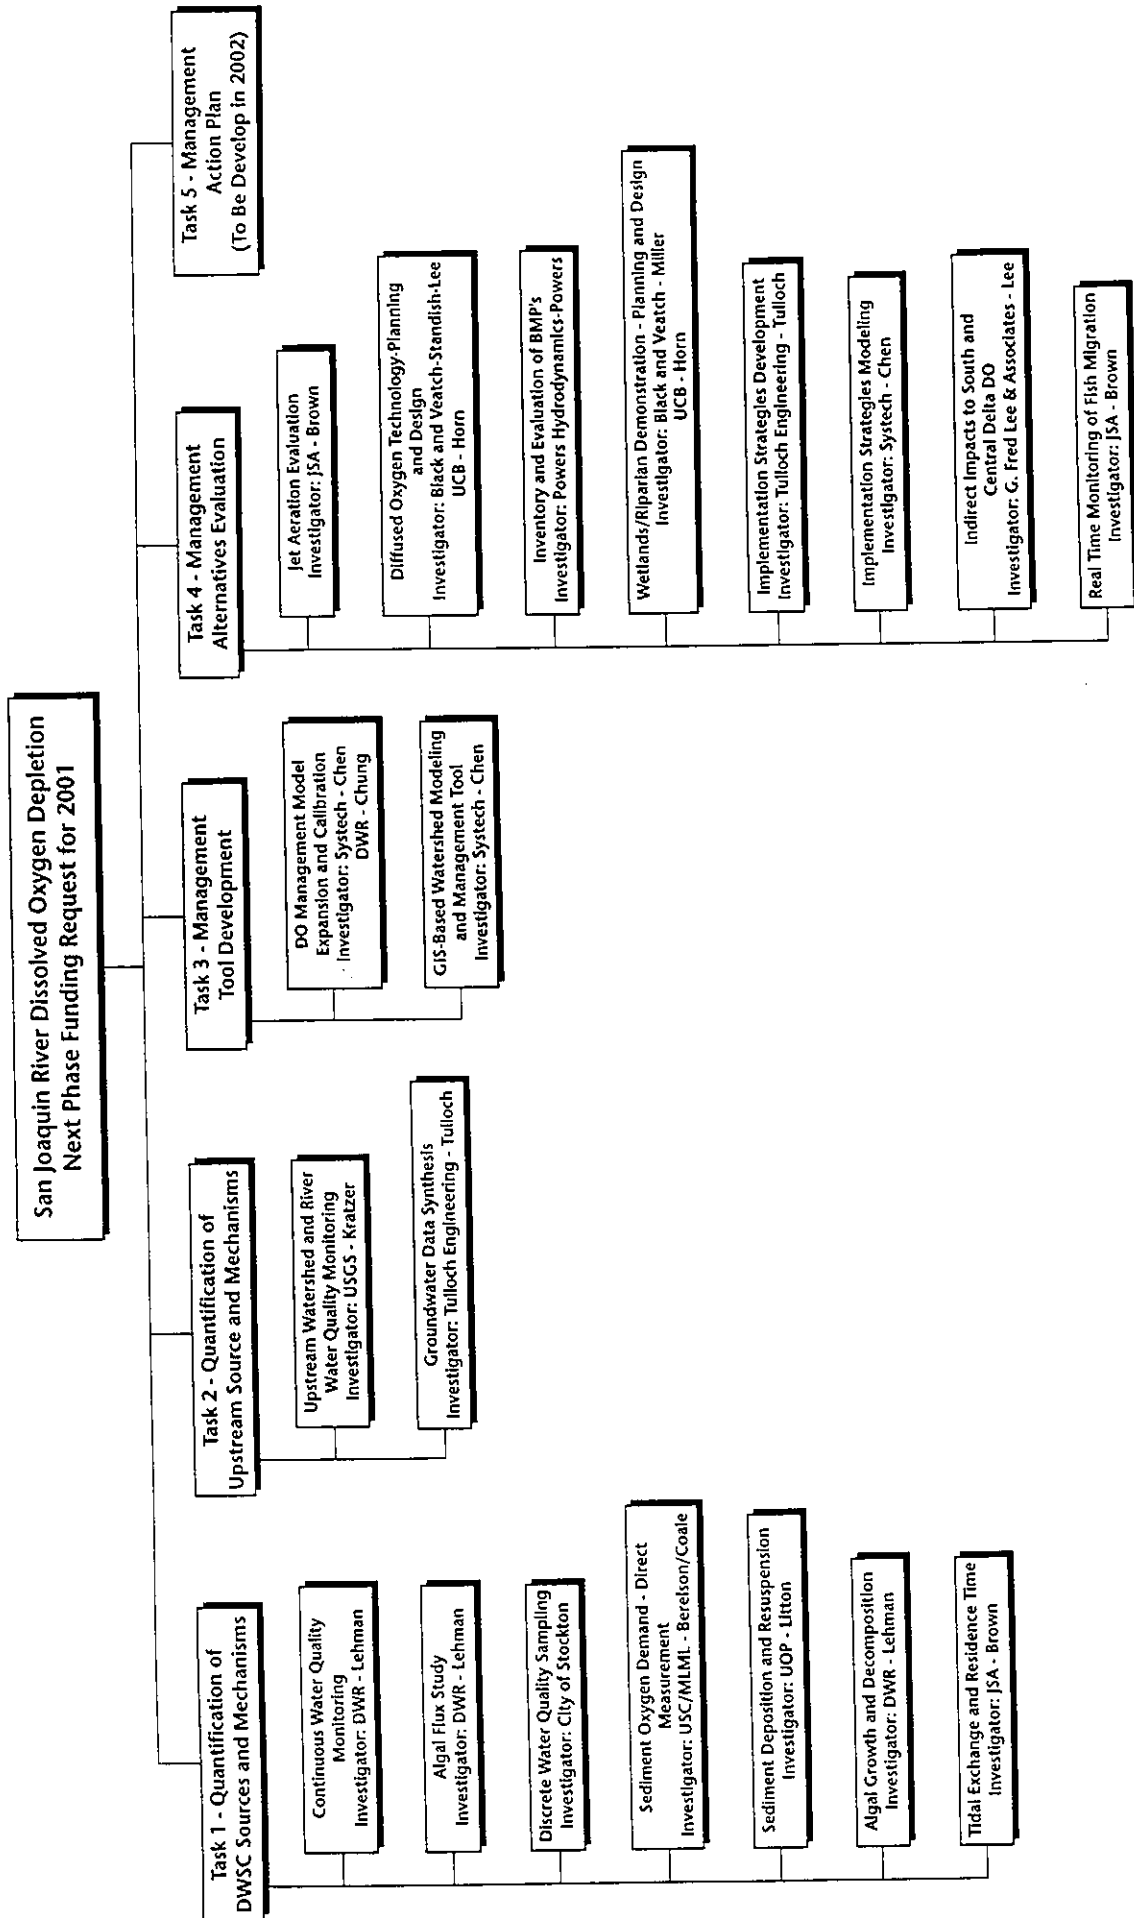 San Joaquin River Dissolved Oxygen Depletion
Next Phase Funding Request for 2001
Task 1 - Quantification of
DWSC Sources and Mechanisms
Continuous Water Quality
Monitoring
Investigator: DWR - Lehman
Algal Flux Study
Investigator: DWR - Lehman
Discrete Water Quality Sampling
Investigator: City of Stockton
Sediment Oxygen Demand - Direct
Measurement
Investigator: USC/MLML - Berelson/Coale
Sediment Deposition and Resuspension
Investigator: UOP - Litton
Algal Growth and Decomposition
Investigator: DWR - Lehman
Tidal Exchange and Residence Time
Investigator: JSA - Brown
Task 2 - Quantification of
Upstream Source and Mechanisms
Upstream Watershed and River
Water Quality Monitoring
Investigator: USGS - Kratzer
Groundwater Data Synthesis
Investigator: Tulloch Engineering - Tulloch
Task 3 - Management
Tool Development
DO Management Model
Expansion and Calibration
Investigator: Systech - Chen
DWR - Chung
GIS-Based Watershed Modeling
and Management Tool
Investigator: Systech - Chen
Task 4 - Management
Alternatives Evaluation
Jet Aeration Evaluation
Investigator: JSA - Brown
Diffused Oxygen Technology-Planning
and Design
Investigator: Black and Veatch-Standish-Lee
UCB - Horn
Inventory and Evaluation of BMP's
Investigator: Powers Hydrodynamics-Powers
Wetlands/Riparian Demonstration - Planning and Design
Investigator: Black and Veatch - Miller
UCB - Horn
Implementation Strategies Development
Investigator: Tulloch Engineering - Tulloch
Implementation Strategies Modeling
Investigator: Systech - Chen
Indirect Impacts to South and
Central Delta DO
Investigator: G. Fred Lee & Associates - Lee
Real Time Monitoring of Fish Migration
Investigator: JSA - Brown
Task 5 - Management
Action Plan
(To Be Develop in 2002)